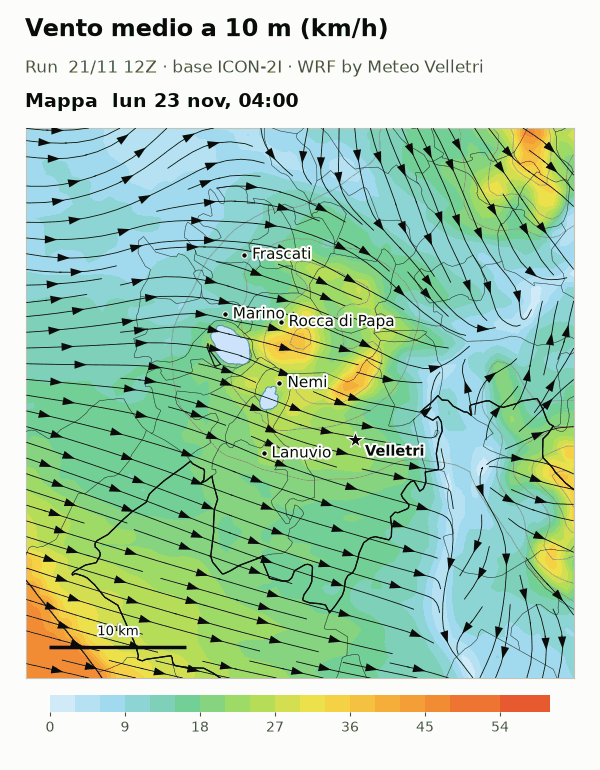 Vento medio a 10 m (km/h)
Run  21/11 12Z · base ICON-2I · WRF by Meteo Velletri
Mappa  lun 23 nov, 04:00
Frascati
Marino
Rocca di Papa
Nemi
Velletri
Lanuvio
10 km
0 9 18 27 36 45 54